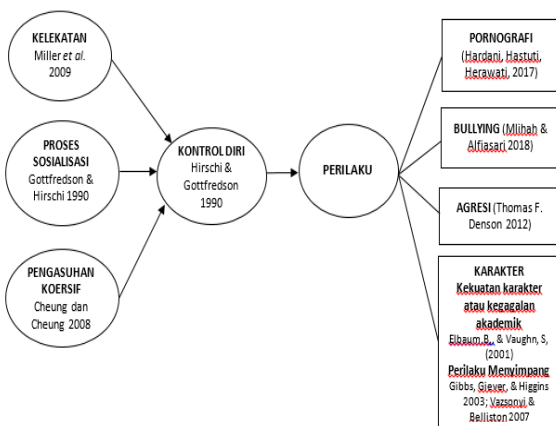 KELEKATAN
Miller et al.
2009
PROSES
SOSIALISASI
Gottfredson &
Hirschi 1990
PENGASUHAN
KOERSIF
Cheung dan
Cheung 2008
KONTROL DIRI
Hirschi &
Gottfredson
1990
PERILAKU
PORNOGRAFI
(Hardani, Hastuti,
Herawati, 2017)
BULLYING (Mlihah &
Alfiasari 2018)
AGRESI (Thomas F.
Denson 2012)
KARAKTER
Kekuatan karakter
atau kegagalan
akademik
Elbaum B,, & Vaughn, S,
(2001)
Perilaku Menyimpang
Gibbs, Giever, & Higgins
2003; Vazsonyi &
Belliston 2007